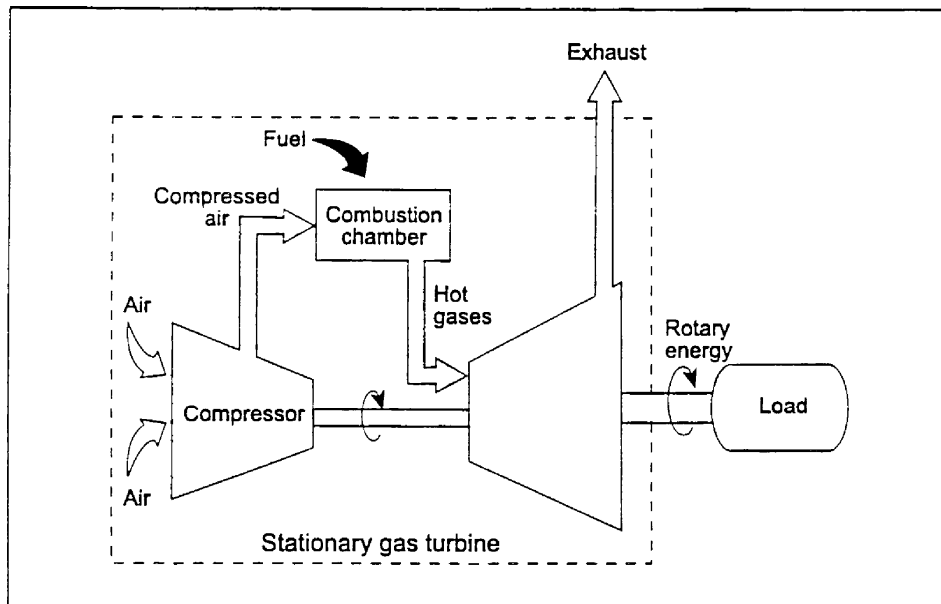 Exhaust
Fuel
Compressed
air
Combustion
chamber
Air
Hot
gases
Rotary
energy
Compressor
Load
Air
Stationary gas turbine